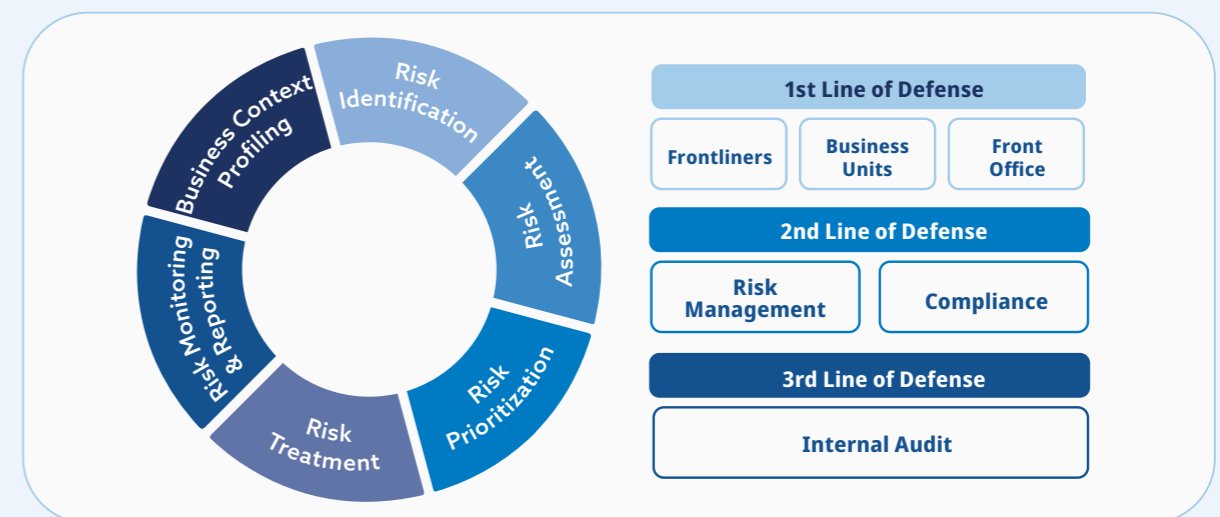 Business Context
Profiling
Risk
Identification
Risk
Assessment
Risk
Prioritization
Risk
Treatment
Risk Monitoring
& Reporting
1st Line of Defense
Frontliners
Business
Units
Front
Office
2nd Line of Defense
Risk
Management
Compliance
3rd Line of Defense
Internal Audit